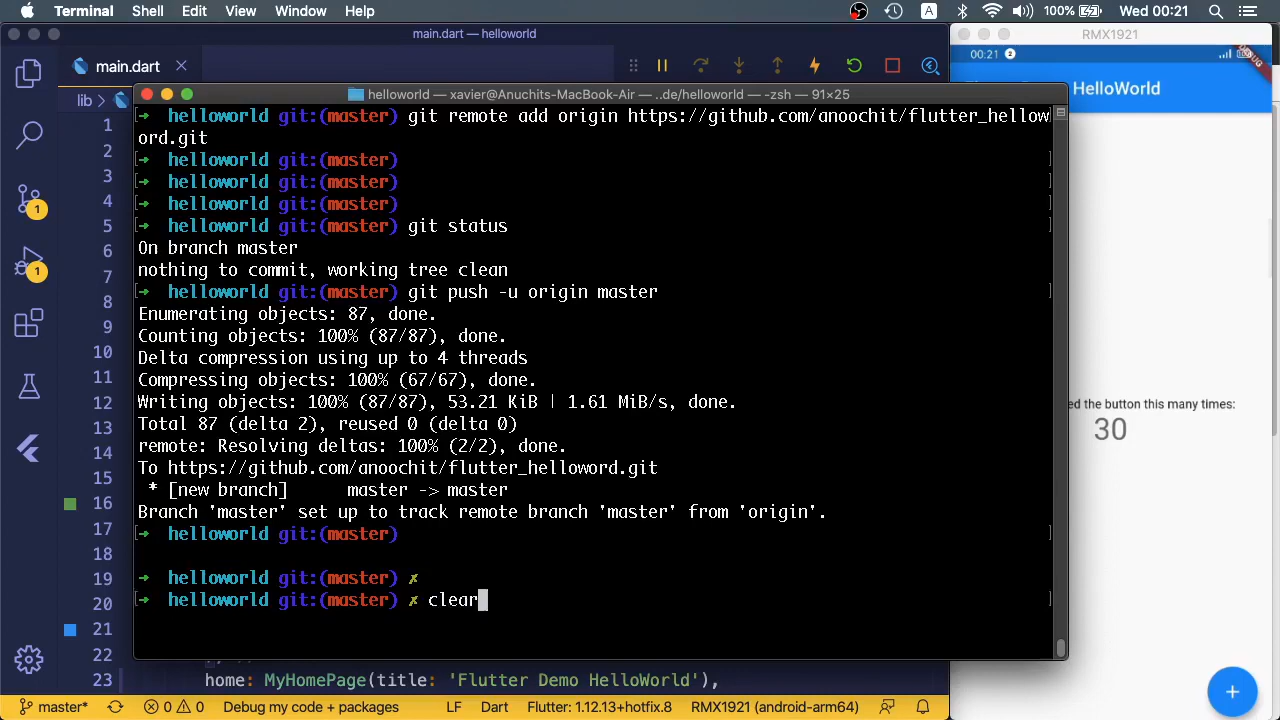 Terminal Shell Edit View Window Help
A 100% Wed 00:21
main.dart — helloworld
RMX1921
main.dart
00:21 2
DEBUG
HelloWorld
lib
helloworld — xavier@Anuchits-MacBook-Air — ..de/helloworld — -zsh — 91×25
1
2
3
4
5
6
7
8
9
10
11
12
13
14
15
16
17
18
19
20
21
22
23
1
1
helloworld git:(master) git remote add origin https://github.com/anoochit/flutter_hellow
ord.git
helloworld git:(master)
helloworld git:(master)
helloworld git:(master)
helloworld git:(master) git status
On branch master
nothing to commit, working tree clean
helloworld git:(master) git push -u origin master
Enumerating objects: 87, done.
Counting objects: 100% (87/87), done.
Delta compression using up to 4 threads
Compressing objects: 100% (67/67), done.
Writing objects: 100% (87/87), 53.21 KiB | 1.61 MiB/s, done.
Total 87 (delta 2), reused 0 (delta 0)
remote: Resolving deltas: 100% (2/2), done.
To https://github.com/anoochit/flutter_helloword.git
* [new branch] master -> master
Branch 'master' set up to track remote branch 'master' from 'origin'.
helloworld git:(master)
helloworld git:(master) ✗
helloworld git:(master) ✗ clear
home: MyHomePage(title: 'Flutter Demo HelloWorld'),
the button this many times:
30
+
master* 0 0 Debug my code + packages LF Dart Flutter: 1.12.13+hotfix.8 RMX1921 (android-arm64)